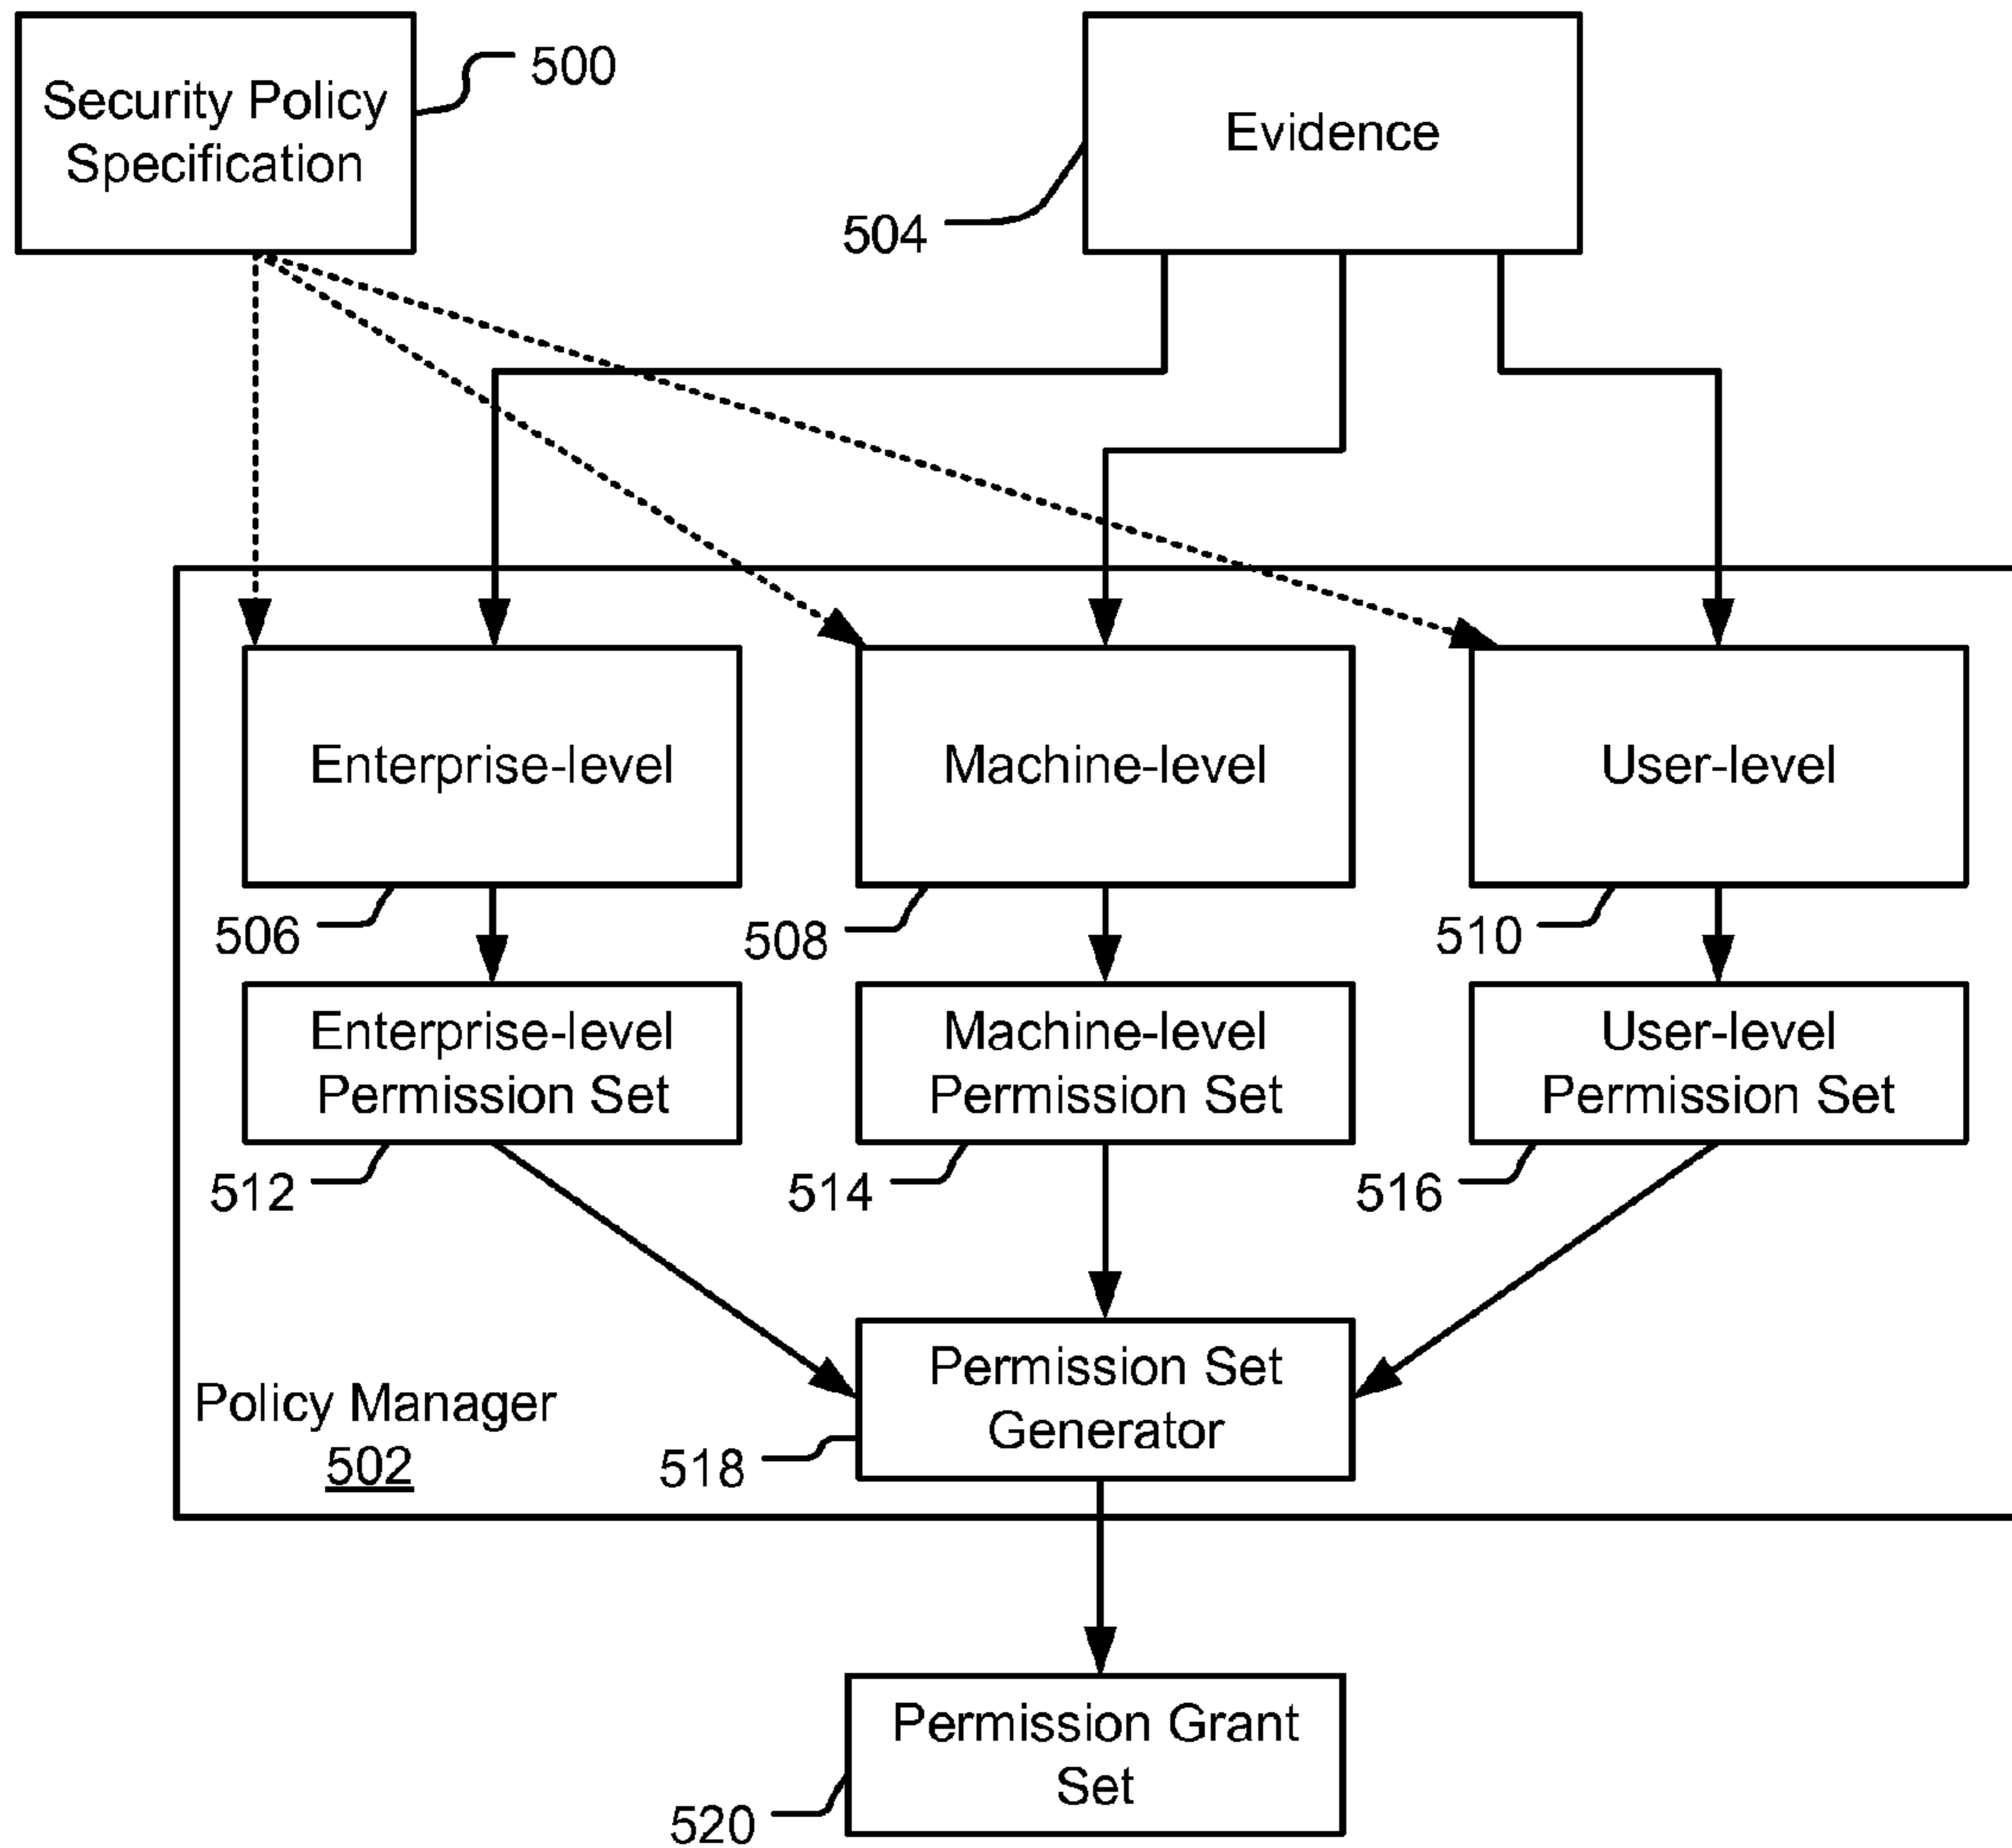 Security Policy
Specification
500
Evidence
504
Enterprise-level
Machine-level
User-level
506
508
510
Enterprise-level
Permission Set
Machine-level
Permission Set
User-level
Permission Set
512
514
516
Permission Set
Generator
Policy Manager
502
518
Permission Grant
Set
520